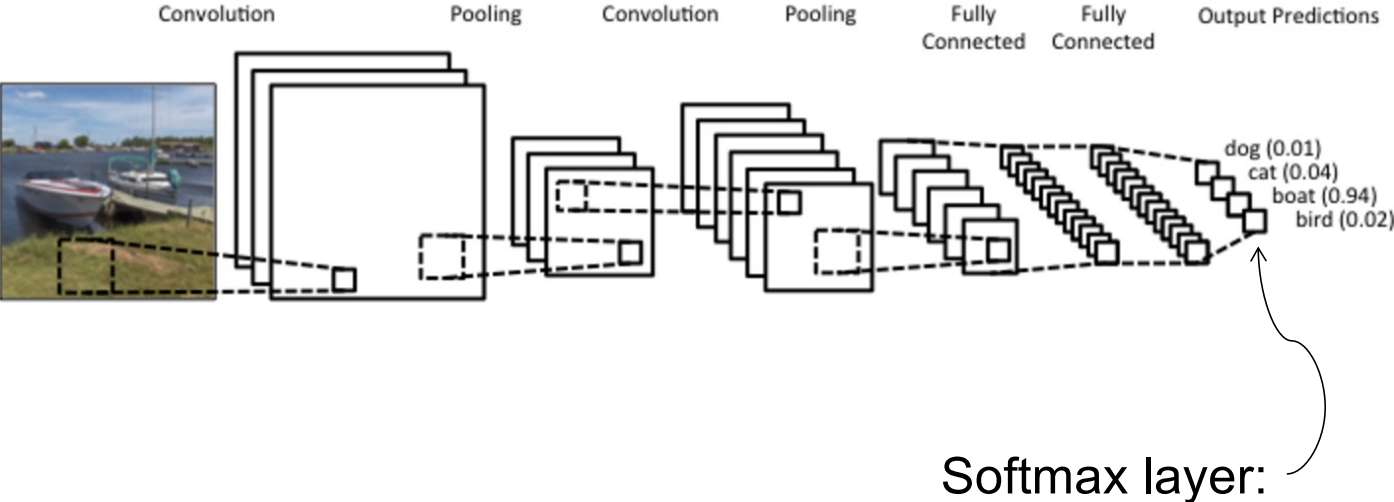 Convolution
Pooling
Convolution
Pooling
Fully
Connected
Fully
Connected
Output Predictions
dog (0.01)
cat (0.04)
boat (0.94)
bird (0.02)
Softmax layer: